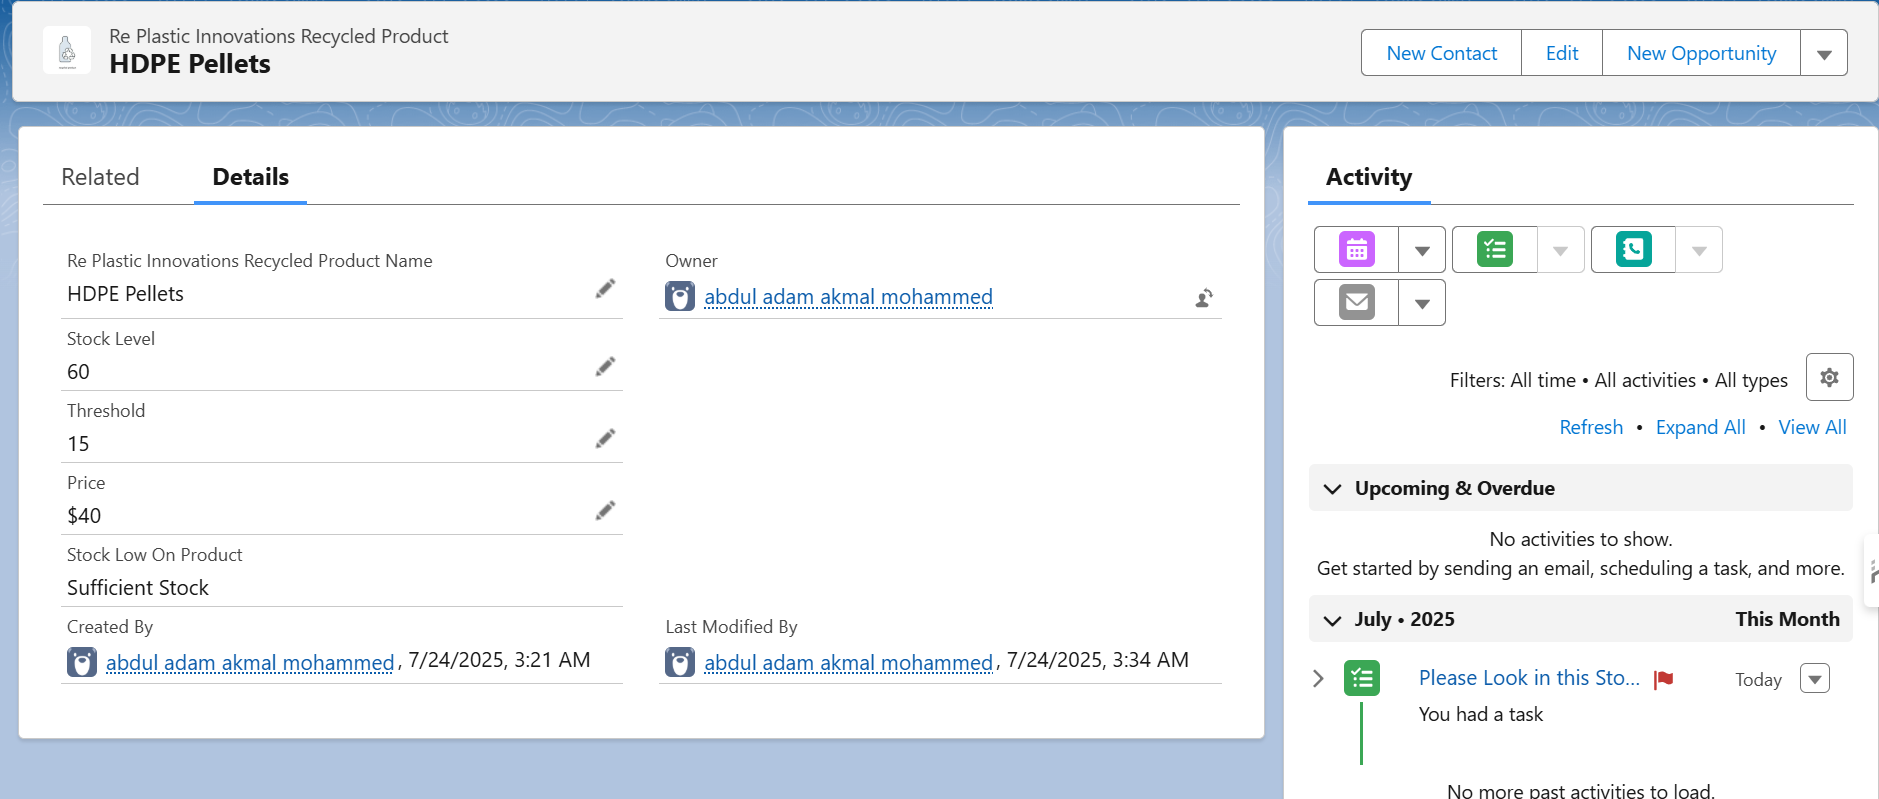 Re Plastic Innovations Recycled Product
HDPE Pellets
New Contact
Edit
New Opportunity
Related
Details
Re Plastic Innovations Recycled Product Name
HDPE Pellets
Owner
abdul adam akmal mohammed
Stock Level
60
Threshold
15
Price
$40
Stock Low On Product
Sufficient Stock
Created By
abdul adam akmal mohammed, 7/24/2025, 3:21 AM
Last Modified By
abdul adam akmal mohammed, 7/24/2025, 3:34 AM
Activity
Filters: All time • All activities • All types
Refresh • Expand All • View All
Upcoming & Overdue
No activities to show.
Get started by sending an email, scheduling a task, and more.
July • 2025 This Month
Please Look in this Sto... Today
You had a task
No more past activities to load.